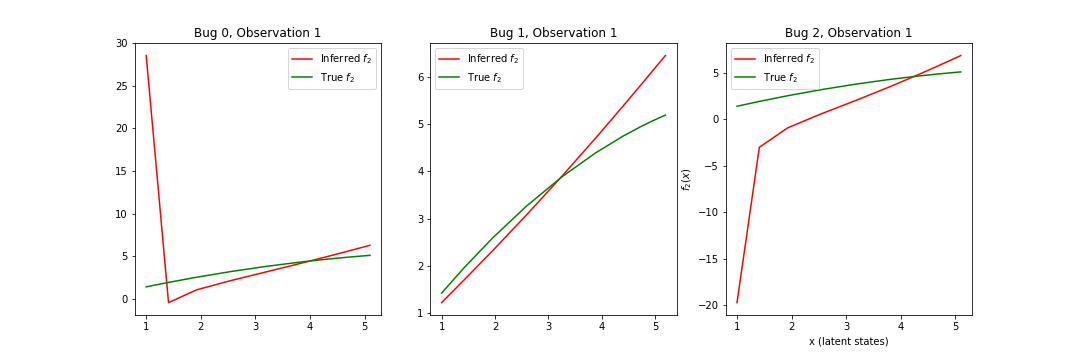 Bug 0, Observation 1
30
25
20
15
10
5
0
1 2 3 4 5
Inferred f₂
True f₂
Bug 1, Observation 1
6
5
4
3
2
1
1 2 3 4 5
Inferred f₂
True f₂
Bug 2, Observation 1
f₂(x)
5
0
−5
−10
−15
−20
1 2 3 4 5
x (latent states)
Inferred f₂
True f₂